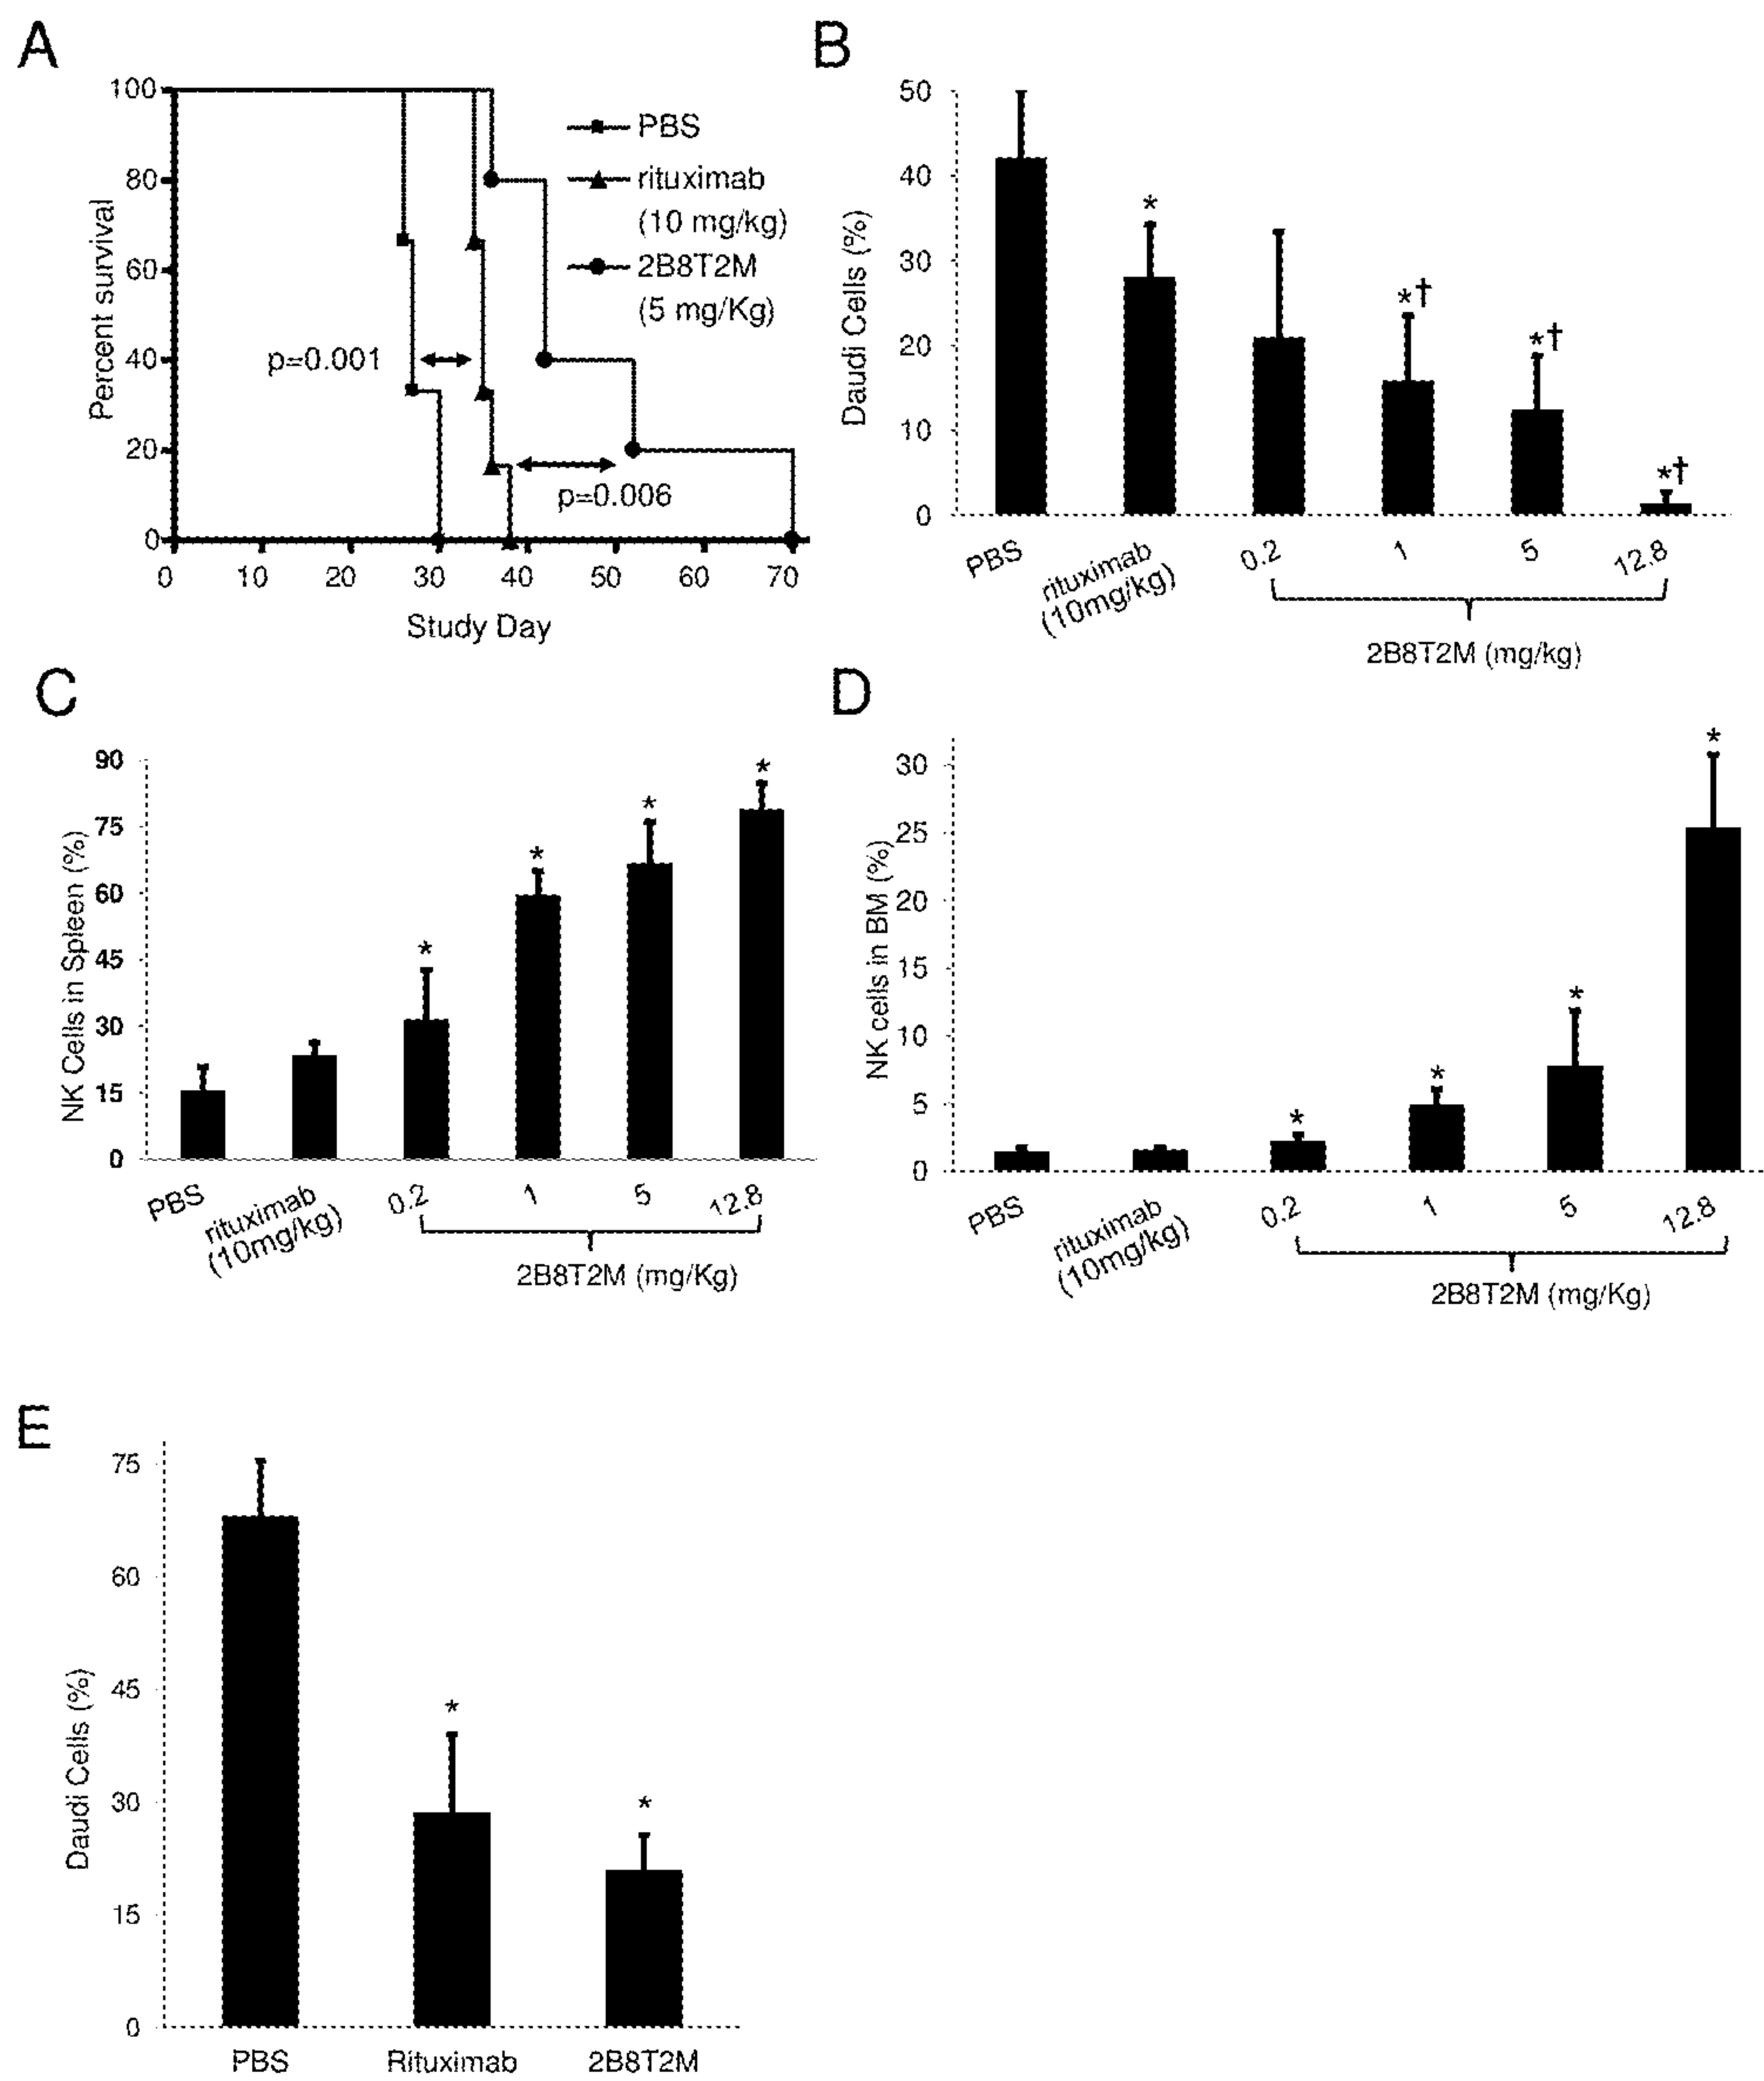 A
100
80
60
40
20
0
Percent survival
PBS
rituximab
(10 mg/kg)
2B8T2M
(5 mg/Kg)
p=0.001
p=0.006
0 10 20 30 40 50 60 70
Study Day
B
50
40
30
20
10
0
Daudi Cells (%)
*
*†
*†
*†
PBS
rituximab
(10mg/kg)
0.2 1 5 12.8
2B8T2M (mg/kg)
C
90
75
60
45
30
15
0
NK Cells in Spleen (%)
*
*
*
*
PBS
rituximab
(10mg/kg)
0.2 1 5 12.8
2B8T2M (mg/Kg)
D
30
25
20
15
10
5
0
NK cells in BM (%)
*
*
*
*
PBS
rituximab
(10mg/kg)
0.2 1 5 12.8
2B8T2M (mg/Kg)
E
75
60
45
30
15
0
Daudi Cells (%)
*
*
PBS Rituximab 2B8T2M